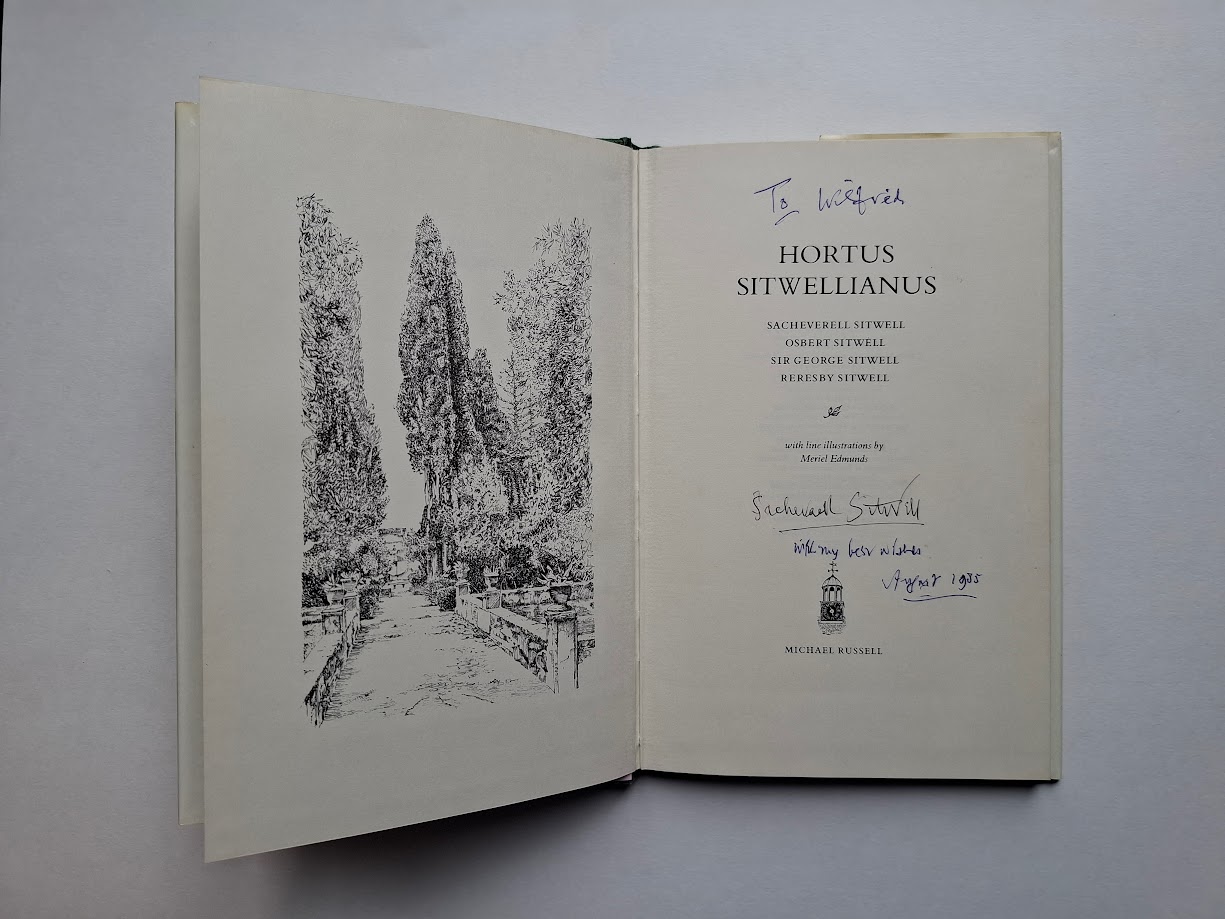 To Wilfred
HORTUS
SITWELLIANUS
SACHEVERELL SITWELL
OSBERT SITWELL
SIR GEORGE SITWELL
RERESBY SITWELL
with line illustrations by
Meriel Edmunds
Sacheverell Sitwell
with my best wishes
August 1985
MICHAEL RUSSELL